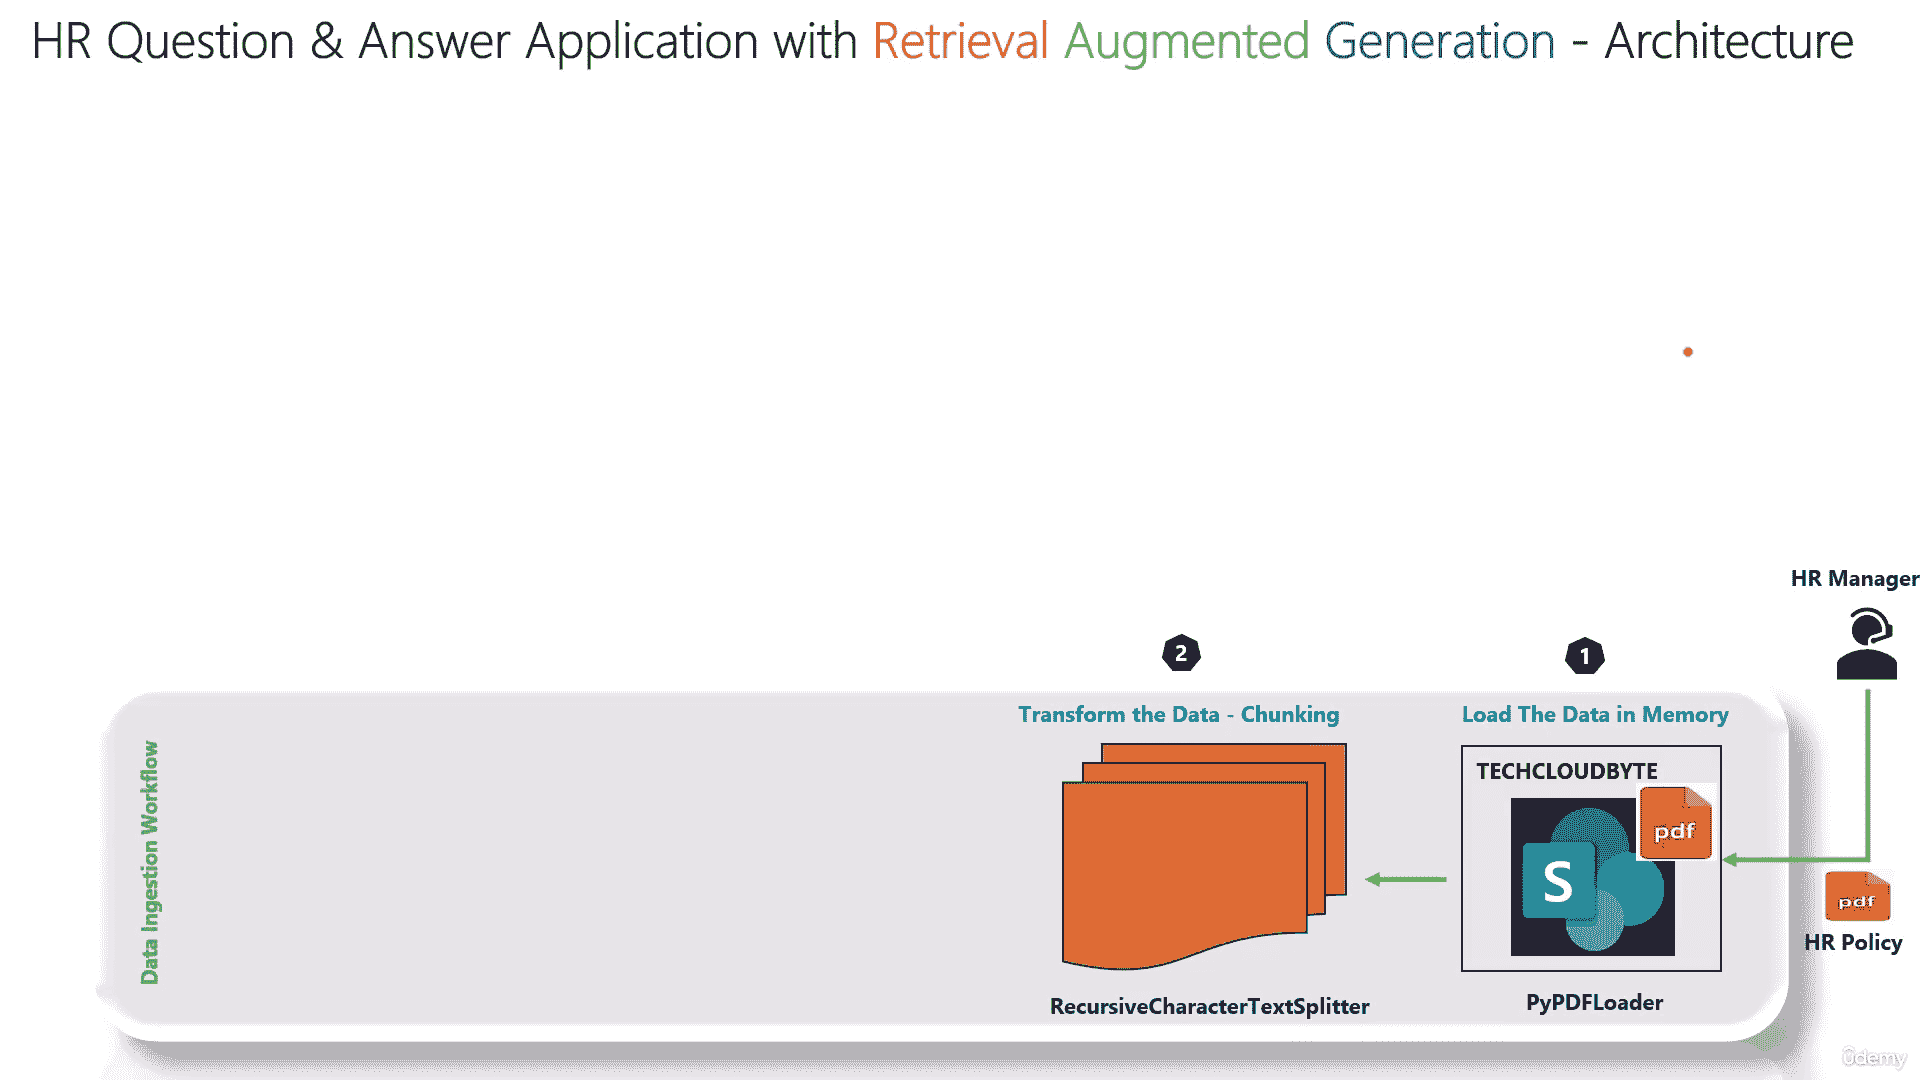 HR Question & Answer Application with Retrieval Augmented Generation - Architecture
HR Manager
2
1
Transform the Data - Chunking
Load The Data in Memory
TECHCLOUDBYTE
pdf
S
pdf
HR Policy
Data Ingestion Workflow
RecursiveCharacterTextSplitter
PyPDFLoader
ûdemy